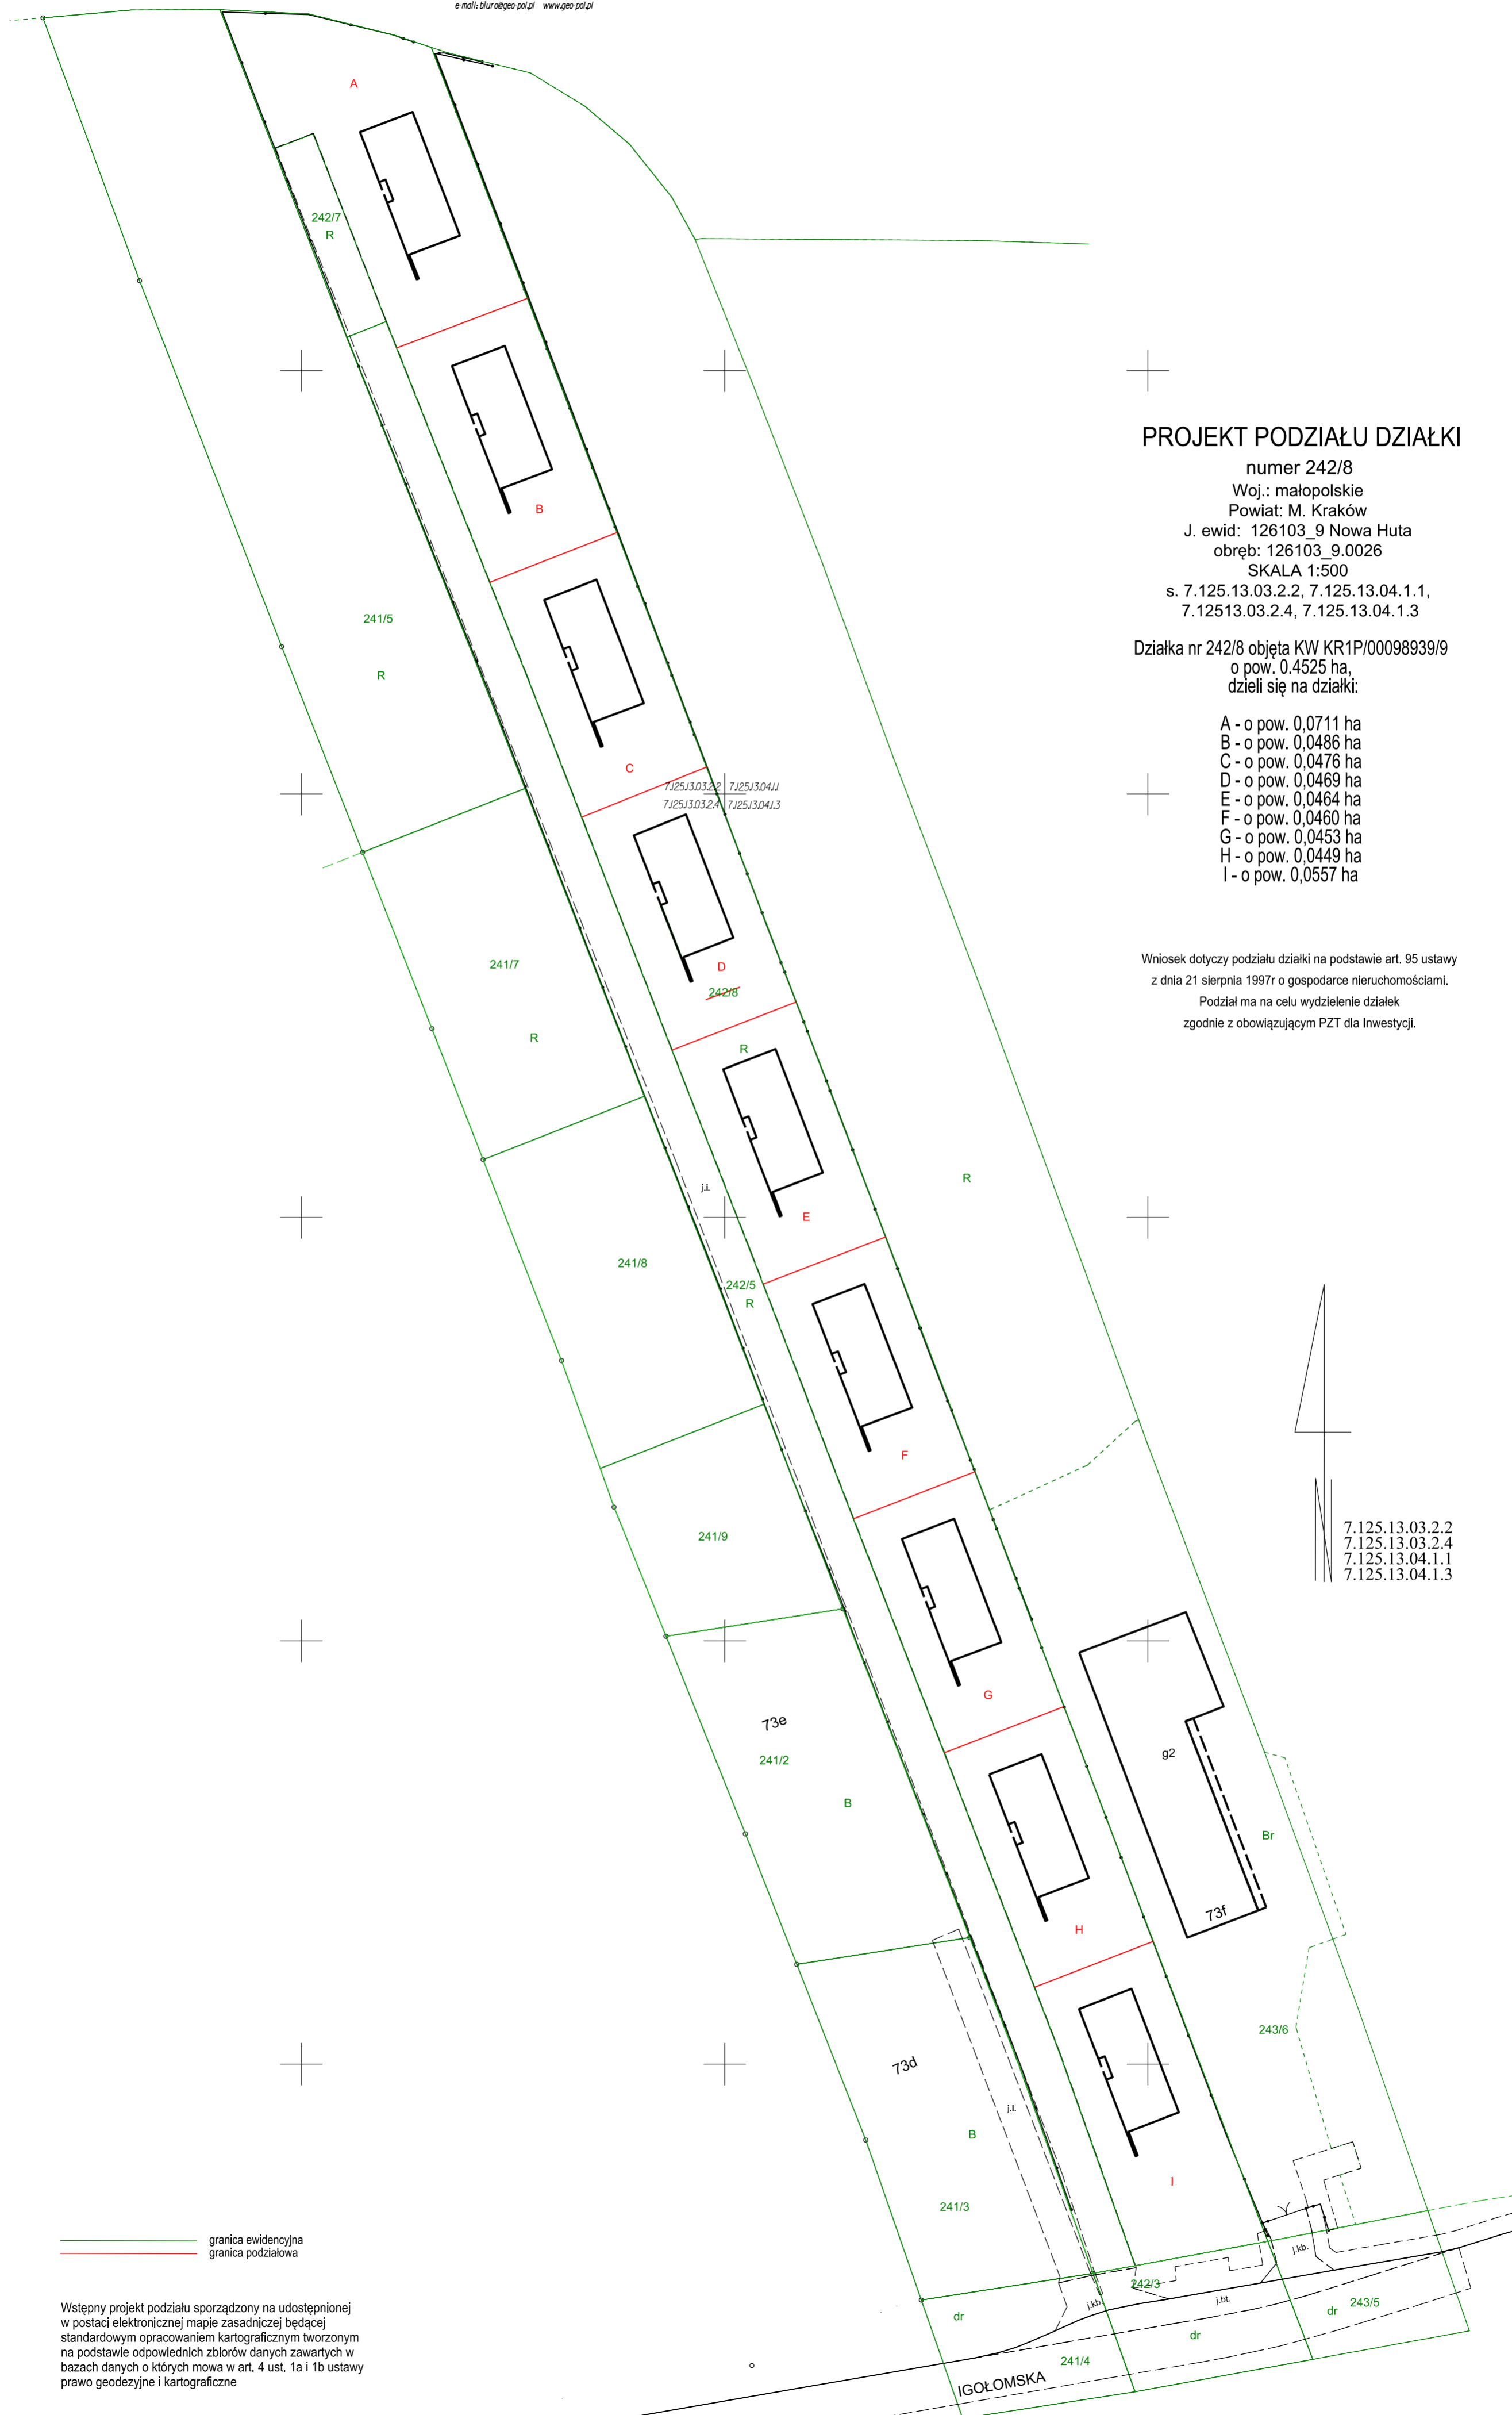 e-mail: biuro@geo-pol.pl   www.geo-pol.pl
A
242/7
R
PROJEKT PODZIAŁU DZIAŁKI
numer 242/8
Woj.: małopolskie
Powiat: M. Kraków
J. ewid:  126103_9 Nowa Huta
obręb: 126103_9.0026
SKALA 1:500
s. 7.125.13.03.2.2, 7.125.13.04.1.1,
7.12513.03.2.4, 7.125.13.04.1.3
Działka nr 242/8 objęta KW KR1P/00098939/9
o pow. 0.4525 ha,
dzieli się na działki:
A - o pow. 0,0711 ha
B - o pow. 0,0486 ha
C - o pow. 0,0476 ha
D - o pow. 0,0469 ha
E - o pow. 0,0464 ha
F - o pow. 0,0460 ha
G - o pow. 0,0453 ha
H - o pow. 0,0449 ha
I - o pow. 0,0557 ha
Wniosek dotyczy podziału działki na podstawie art. 95 ustawy
z dnia 21 sierpnia 1997r o gospodarce nieruchomościami.
Podział ma na celu wydzielenie działek
zgodnie z obowiązującym PZT dla Inwestycji.
B
241/5
R
C
7.125.13.03.2.2
7.125.13.04.1.1
7.125.13.03.2.4
7.125.13.04.1.3
241/7
D
242/8
R
R
R
j.i.
E
241/8
242/5
R
F
7.125.13.03.2.2
7.125.13.03.2.4
7.125.13.04.1.1
7.125.13.04.1.3
241/9
G
73e
g2
241/2
B
Br
73f
H
243/6
73d
j.i.
B
I
241/3
granica ewidencyjna
granica podziałowa
j.kb.
242/3
j.kb.
j.bt.
243/5
dr
dr
dr
241/4
IGOŁOMSKA
Wstępny projekt podziału sporządzony na udostępnionej
w postaci elektronicznej mapie zasadniczej będącej
standardowym opracowaniem kartograficznym tworzonym
na podstawie odpowiednich zbiorów danych zawartych w
bazach danych o których mowa w art. 4 ust. 1a i 1b ustawy
prawo geodezyjne i kartograficzne